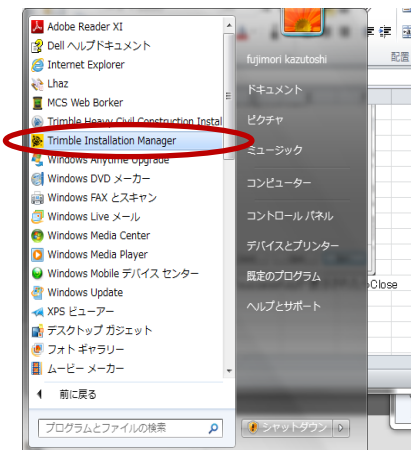 Adobe Reader XI
Dell ヘルプドキュメント
Internet Explorer
Lhaz
MCS Web Borker
Trimble Heavy Civil Construction Instal
Trimble Installation Manager
Windows Anytime Upgrade
Windows DVD メーカー
Windows FAX とスキャン
Windows Live メール
Windows Media Center
Windows Media Player
Windows Mobile デバイス センター
Windows Update
XPS ビューアー
デスクトップ ガジェット
フォト ギャラリー
ムービー メーカー
前に戻る
プログラムとファイルの検索
fujimori kazutoshi
ドキュメント
ピクチャ
ミュージック
コンピューター
コントロール パネル
デバイスとプリンター
既定のプログラム
ヘルプとサポート
シャットダウン
配置
Close